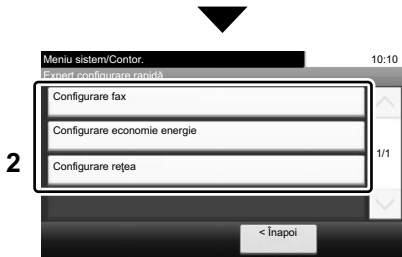 Meniu sistem/Contor.
10:10
Expert configurare rapidă
Configurare fax
Configurare economie energie
2
1/1
Configurare rețea
< Înapoi